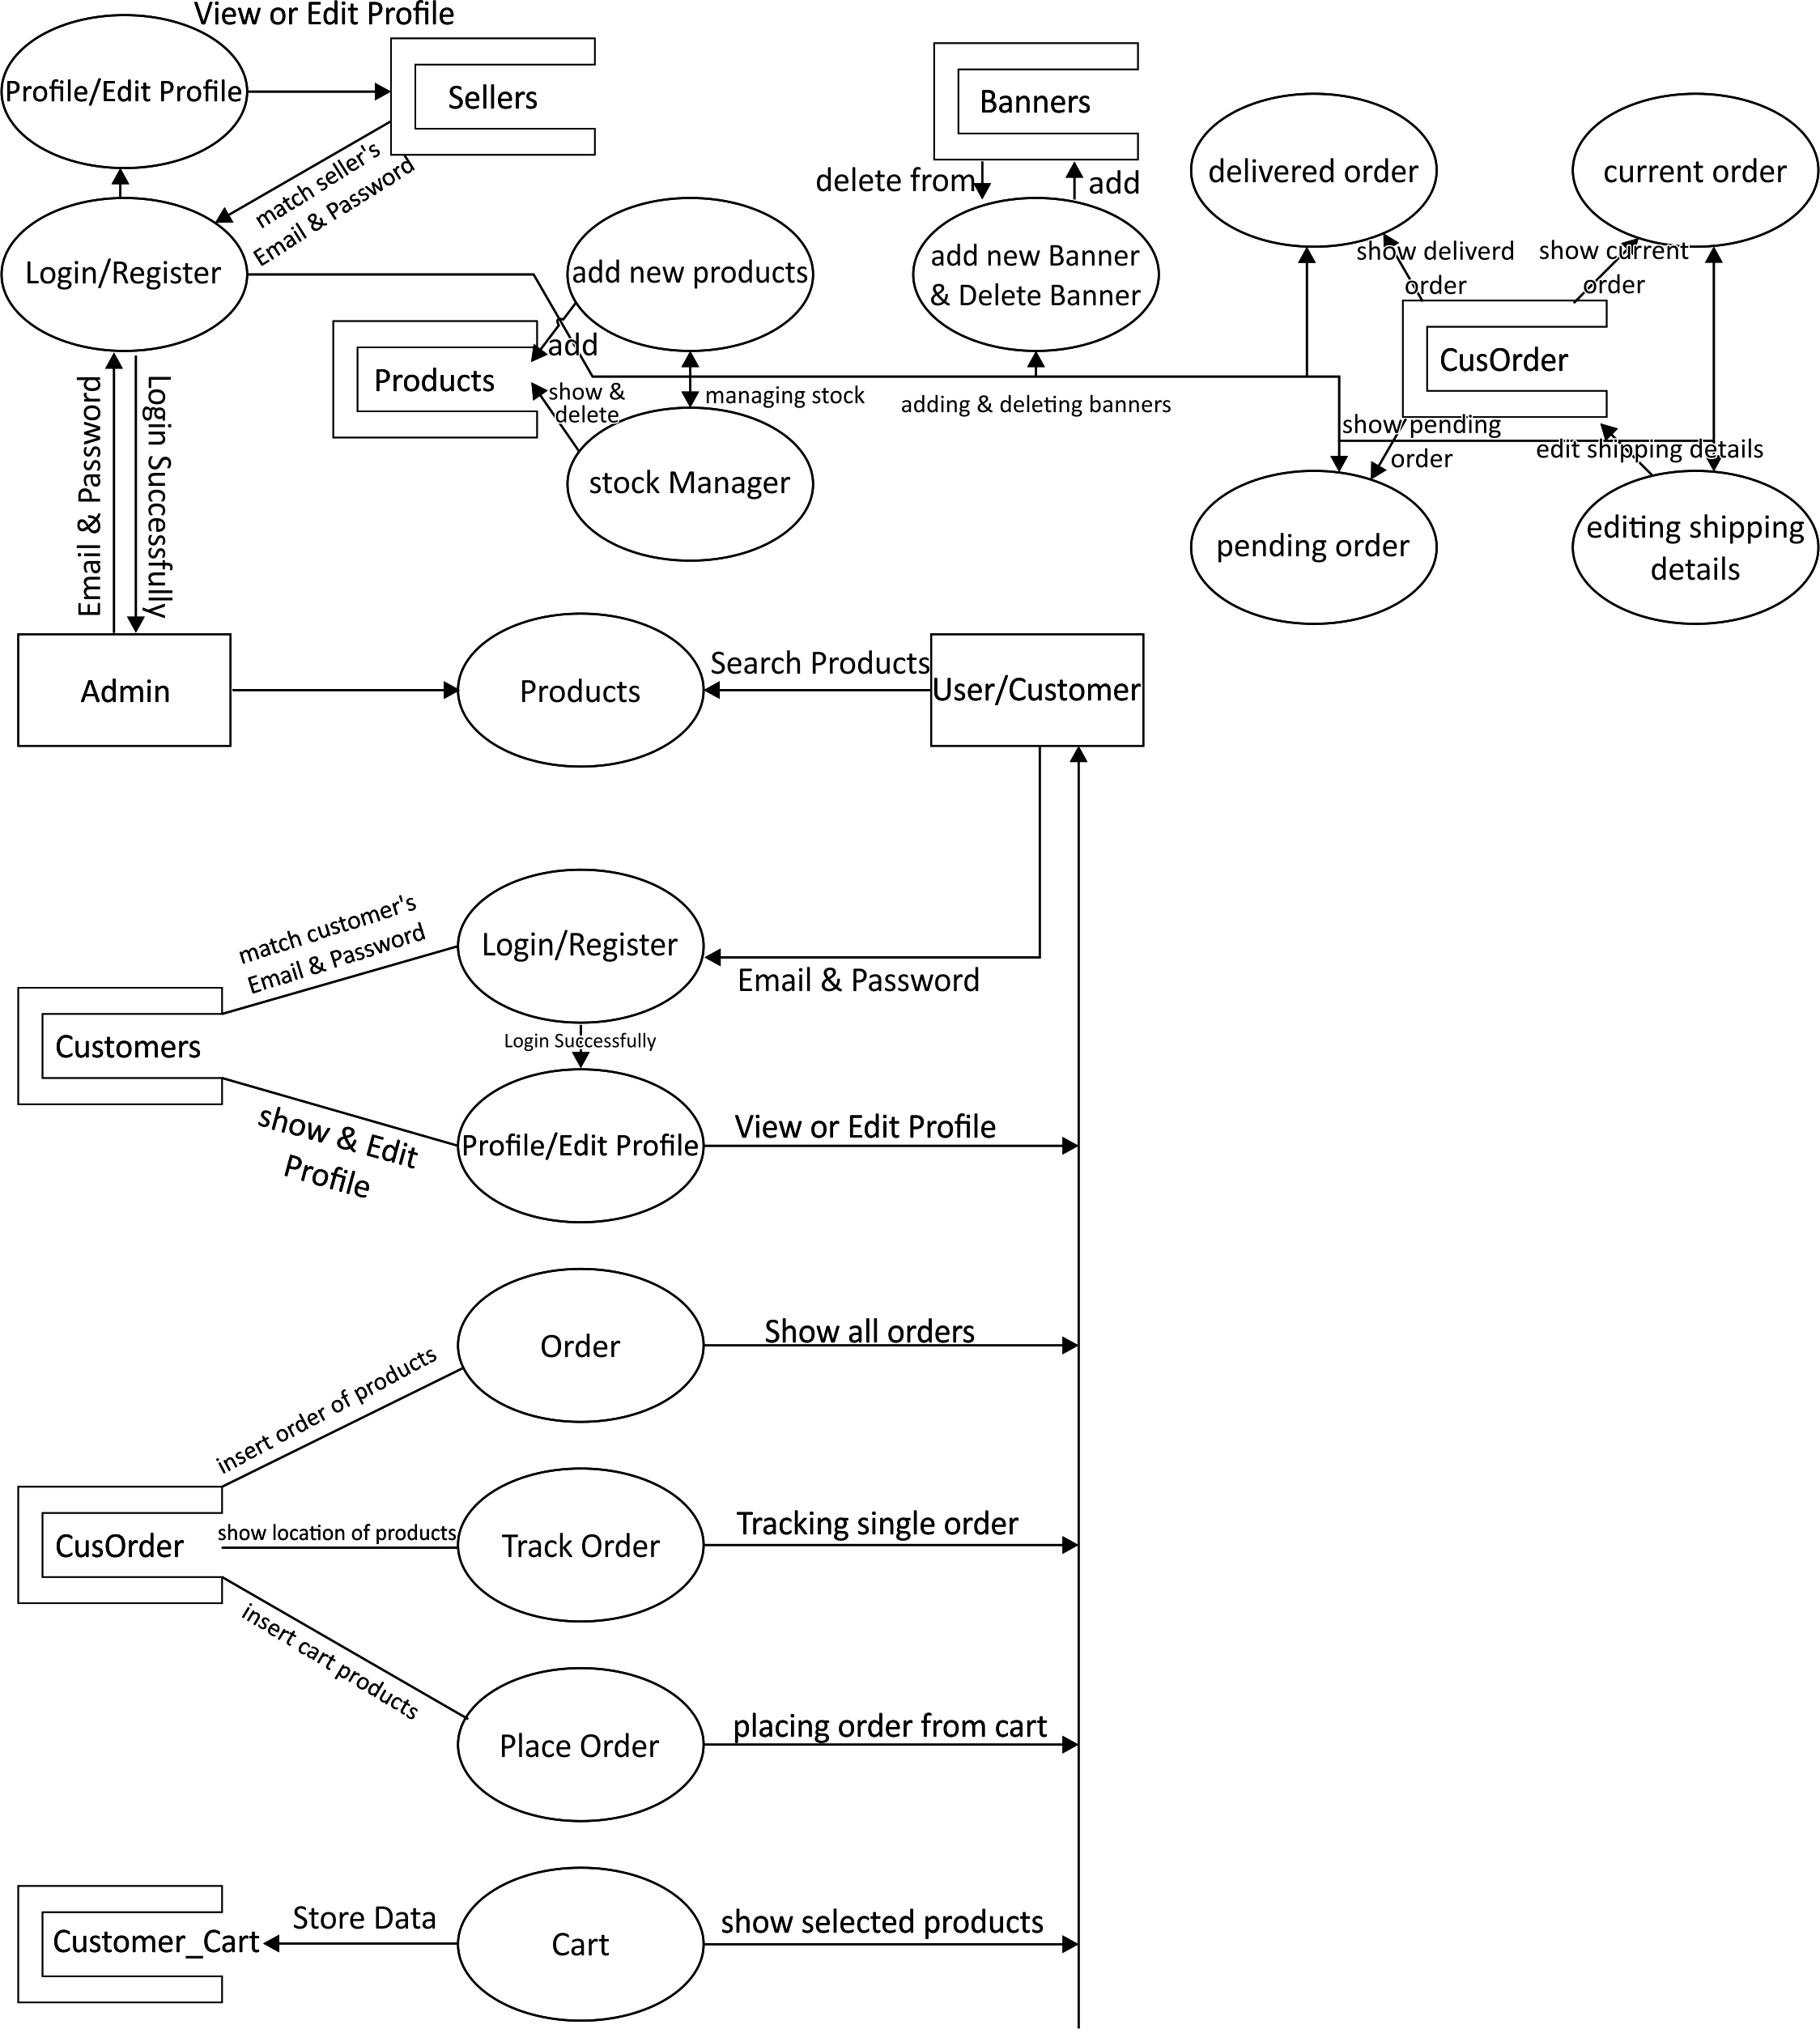 View or Edit Profile
Profile/Edit Profile
Sellers
Banners
delivered order
current order
match seller's
Email & Password
delete from
add
Login/Register
add new products
add new Banner
& Delete Banner
show deliverd
order
show current
order
add
Products
show &
delete
managing stock
adding & deleting banners
CusOrder
show pending
order
edit shipping details
Email & Password
Login Successfully
stock Manager
pending order
editing shipping
details
Admin
Products
Search Products
User/Customer
match customer's
Email & Password
Login/Register
Email & Password
Customers
Login Successfully
show & Edit
Profile
Profile/Edit Profile
View or Edit Profile
Order
Show all orders
insert order of products
CusOrder
show location of products
Track Order
Tracking single order
insert cart products
Place Order
placing order from cart
Customer_Cart
Store Data
Cart
show selected products